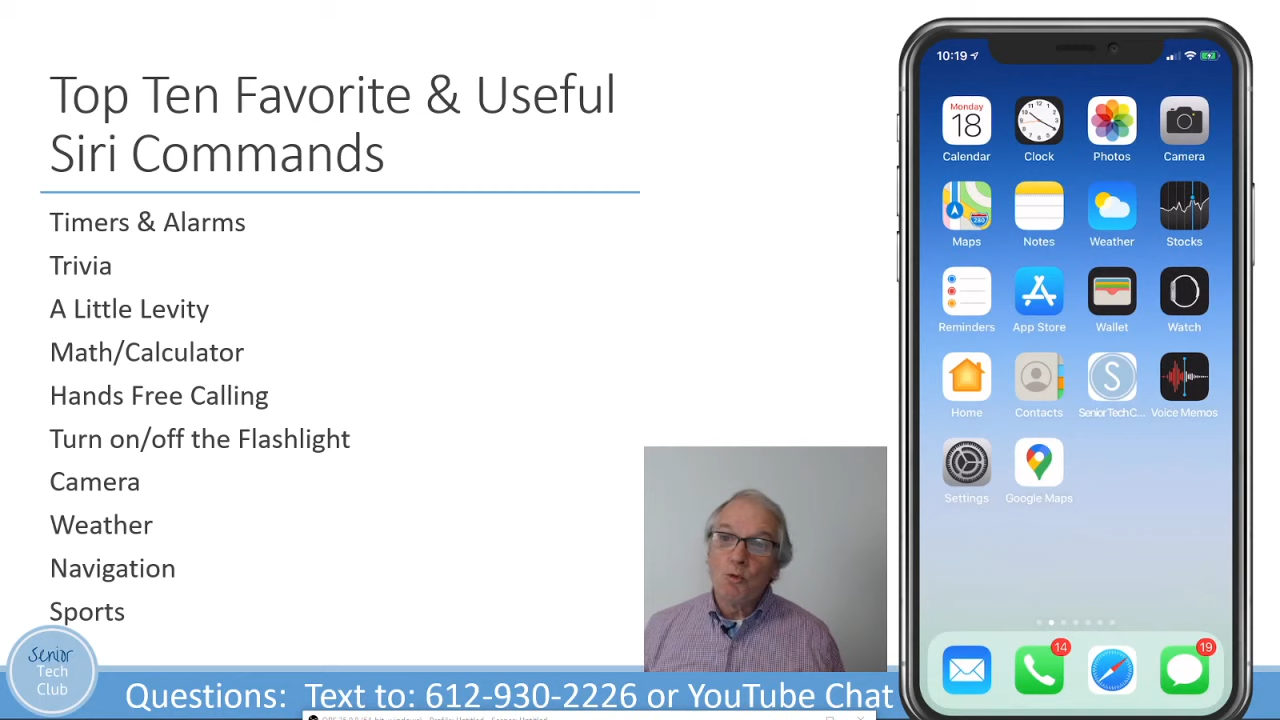 Top Ten Favorite & Useful
Siri Commands
Timers & Alarms
Trivia
A Little Levity
Math/Calculator
Hands Free Calling
Turn on/off the Flashlight
Camera
Weather
Navigation
Sports
Senior
Tech
Club
Questions: Text to: 612-930-2226 or YouTube Chat
10:19
Monday
18
Calendar Clock Photos Camera
280
Maps Notes Weather Stocks
Reminders App Store Wallet Watch
S
Home Contacts SeniorTechC... Voice Memos
Settings Google Maps
14 19